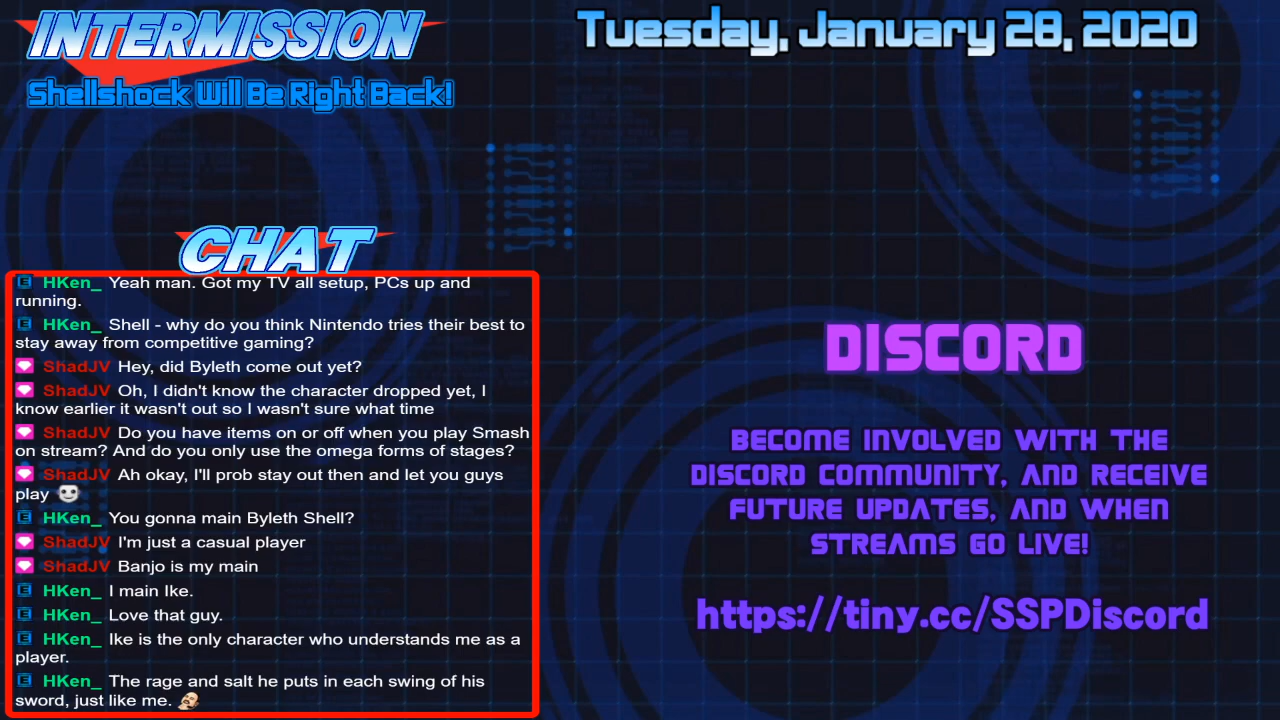 INTERMISSION
Shellshock Will Be Right Back!
Tuesday, January 28, 2020
CHAT
HKen_ Yeah man. Got my TV all setup, PCs up and
running.
HKen_ Shell - why do you think Nintendo tries their best to
stay away from competitive gaming?
ShadJV Hey, did Byleth come out yet?
ShadJV Oh, I didn't know the character dropped yet, I
know earlier it wasn't out so I wasn't sure what time
ShadJV Do you have items on or off when you play Smash
on stream? And do you only use the omega forms of stages?
ShadJV Ah okay, I'll prob stay out then and let you guys
play
HKen_ You gonna main Byleth Shell?
ShadJV I'm just a casual player
ShadJV Banjo is my main
HKen_ I main Ike.
HKen_ Love that guy.
HKen_ Ike is the only character who understands me as a
player.
HKen_ The rage and salt he puts in each swing of his
sword, just like me.
DISCORD
BECOME INVOLVED WITH THE
DISCORD COMMUNITY, AND RECEIVE
FUTURE UPDATES, AND WHEN
STREAMS GO LIVE!
https://tiny.cc/SSPDiscord